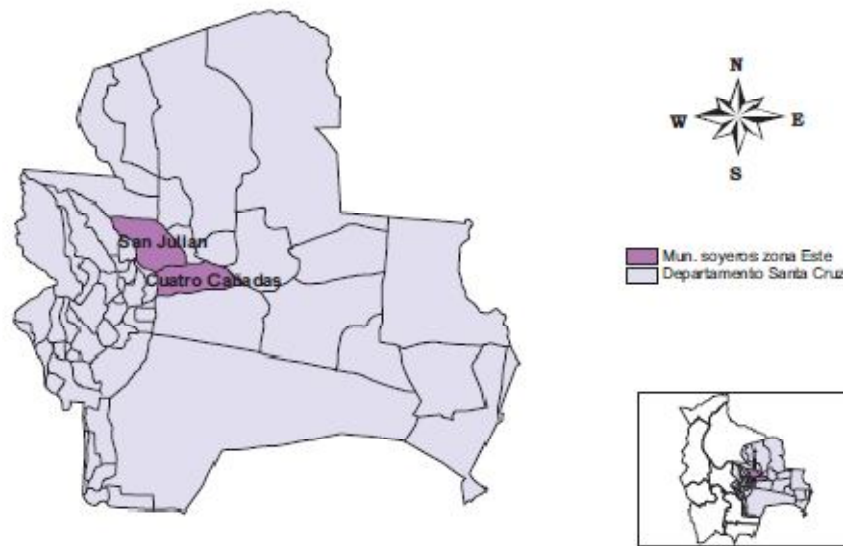 N
W E
S
San Julian
Cuatro Cañadas
Mun. soyeros zona Este
Departamento Santa Cruz